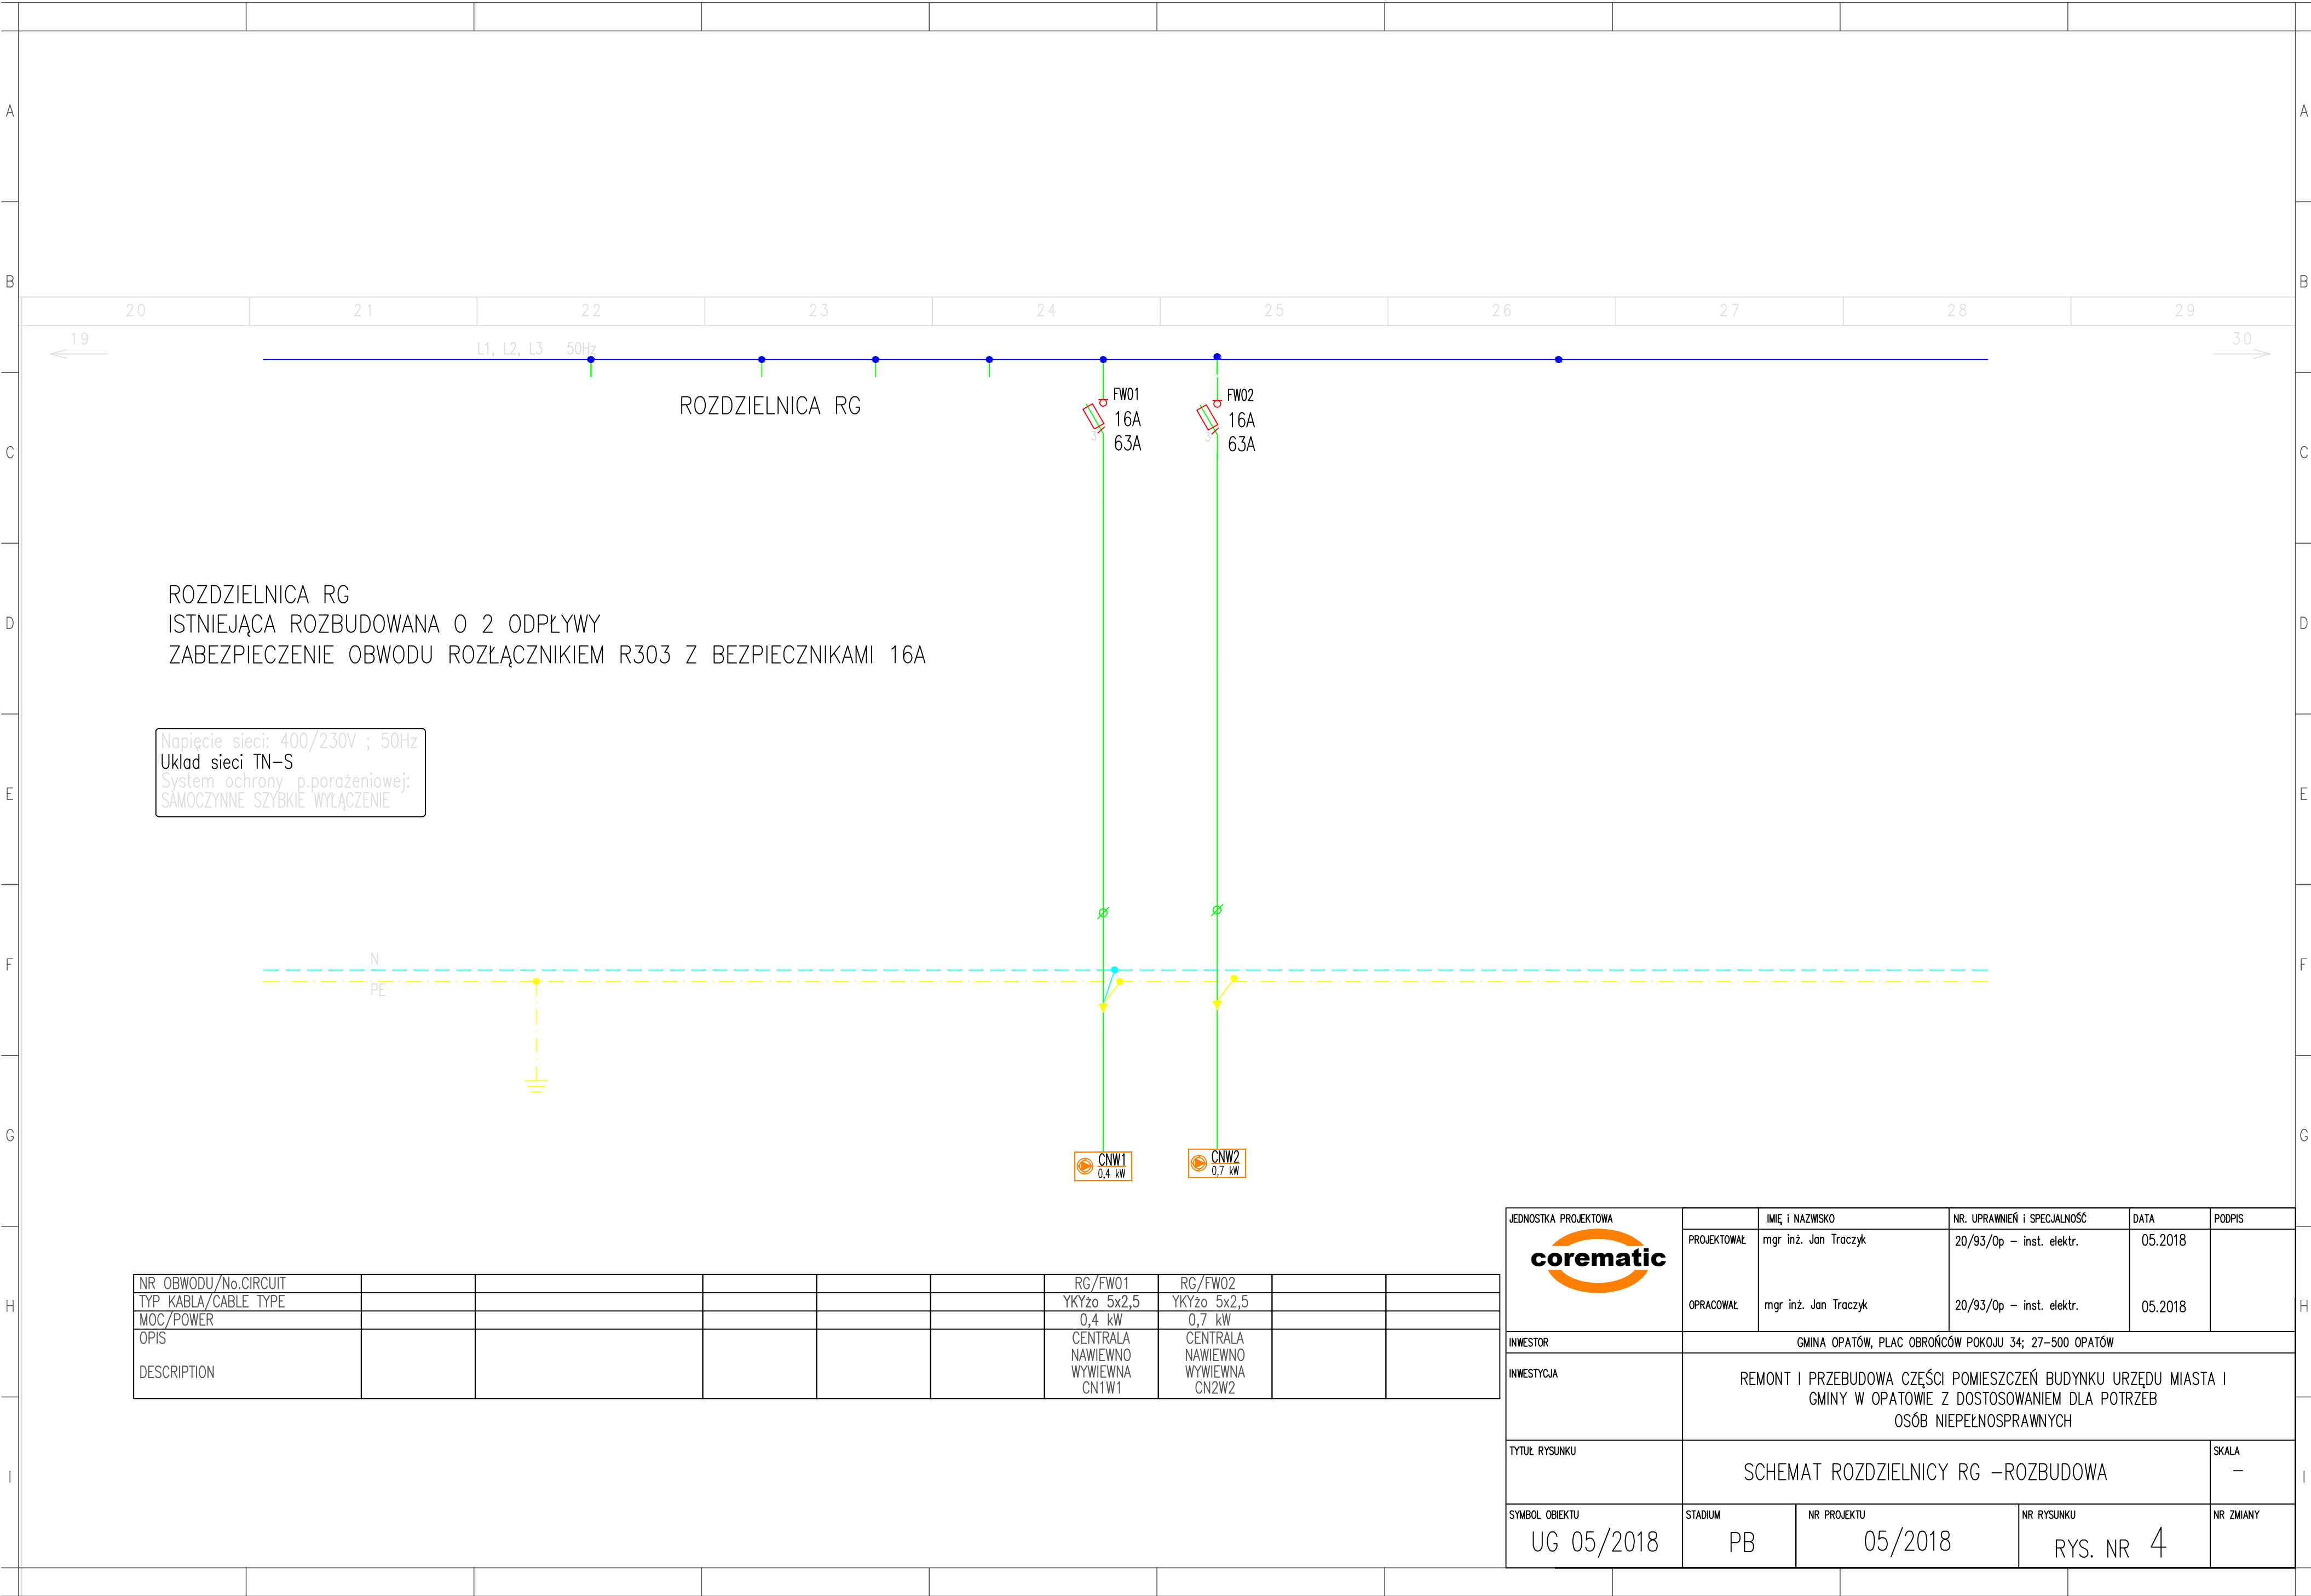 A
A
B
B
20 21 22 23 24 25 26 27 28 29
19
30
L1, L2, L3 50Hz
ROZDZIELNICA RG
FW01
16A
63A
3
FW02
16A
63A
3
C
C
ROZDZIELNICA RG
ISTNIEJĄCA ROZBUDOWANA O 2 ODPŁYWY
ZABEZPIECZENIE OBWODU ROZŁĄCZNIKIEM R303 Z BEZPIECZNIKAMI 16A
D
D
Napięcie sieci: 400/230V ; 50Hz
Uklad sieci TN-S
System ochrony p.porażeniowej:
SAMOCZYNNE SZYBKIE WYŁĄCZENIE
E
E
N
PE
F
F
G
G
CNW1
0,4 kW
CNW2
0,7 kW
NR OBWODU/No.CIRCUIT RG/FW01 RG/FW02
TYP KABLA/CABLE TYPE YKYżo 5x2,5 YKYżo 5x2,5
MOC/POWER 0,4 kW 0,7 kW
OPIS
DESCRIPTION
CENTRALA
NAWIEWNO
WYWIEWNA
CN1W1
CENTRALA
NAWIEWNO
WYWIEWNA
CN2W2
H
H
I
I
JEDNOSTKA PROJEKTOWA IMIĘ i NAZWISKO NR. UPRAWNIEŃ i SPECJALNOŚĆ DATA PODPIS
corematic
PROJEKTOWAŁ mgr inż. Jan Traczyk 20/93/Op - inst. elektr. 05.2018
OPRACOWAŁ mgr inż. Jan Traczyk 20/93/Op - inst. elektr. 05.2018
INWESTOR GMINA OPATÓW, PLAC OBROŃCÓW POKOJU 34; 27-500 OPATÓW
INWESTYCJA
REMONT I PRZEBUDOWA CZĘŚCI POMIESZCZEŃ BUDYNKU URZĘDU MIASTA I
GMINY W OPATOWIE Z DOSTOSOWANIEM DLA POTRZEB
OSÓB NIEPEŁNOSPRAWNYCH
TYTUŁ RYSUNKU
SCHEMAT ROZDZIELNICY RG -ROZBUDOWA
SKALA
-
SYMBOL OBIEKTU STADIUM NR PROJEKTU NR RYSUNKU NR ZMIANY
UG 05/2018 PB 05/2018 RYS. NR 4